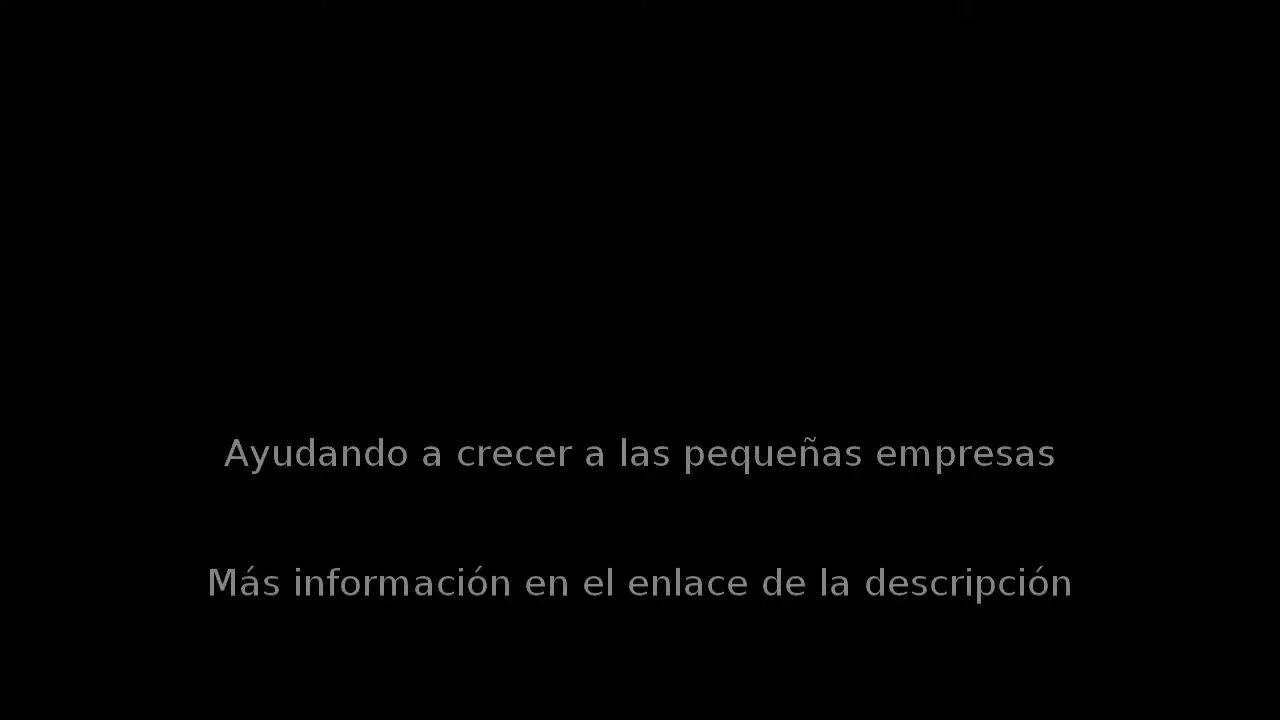 Ayudando a crecer a las pequeñas empresas
Más información en el enlace de la descripción